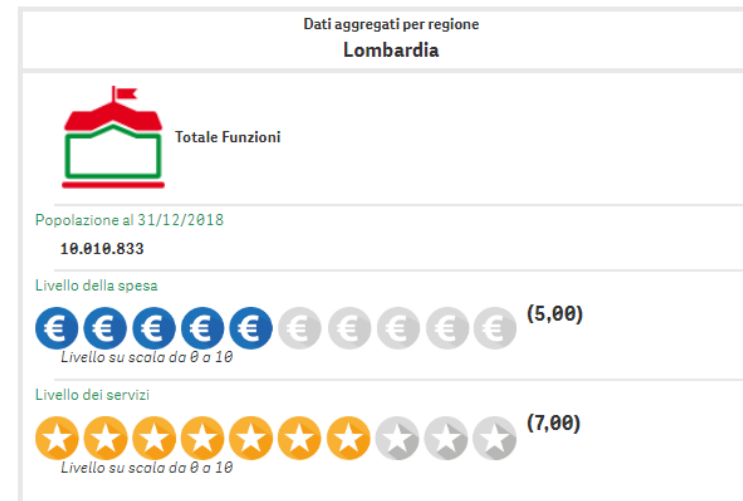 Dati aggregati per regione
Lombardia
Totale Funzioni
Popolazione al 31/12/2018
10.010.833
Livello della spesa
€ € € € € € € € € € (5,00)
Livello su scala da 0 a 10
Livello dei servizi
(7,00)
Livello su scala da 0 a 10